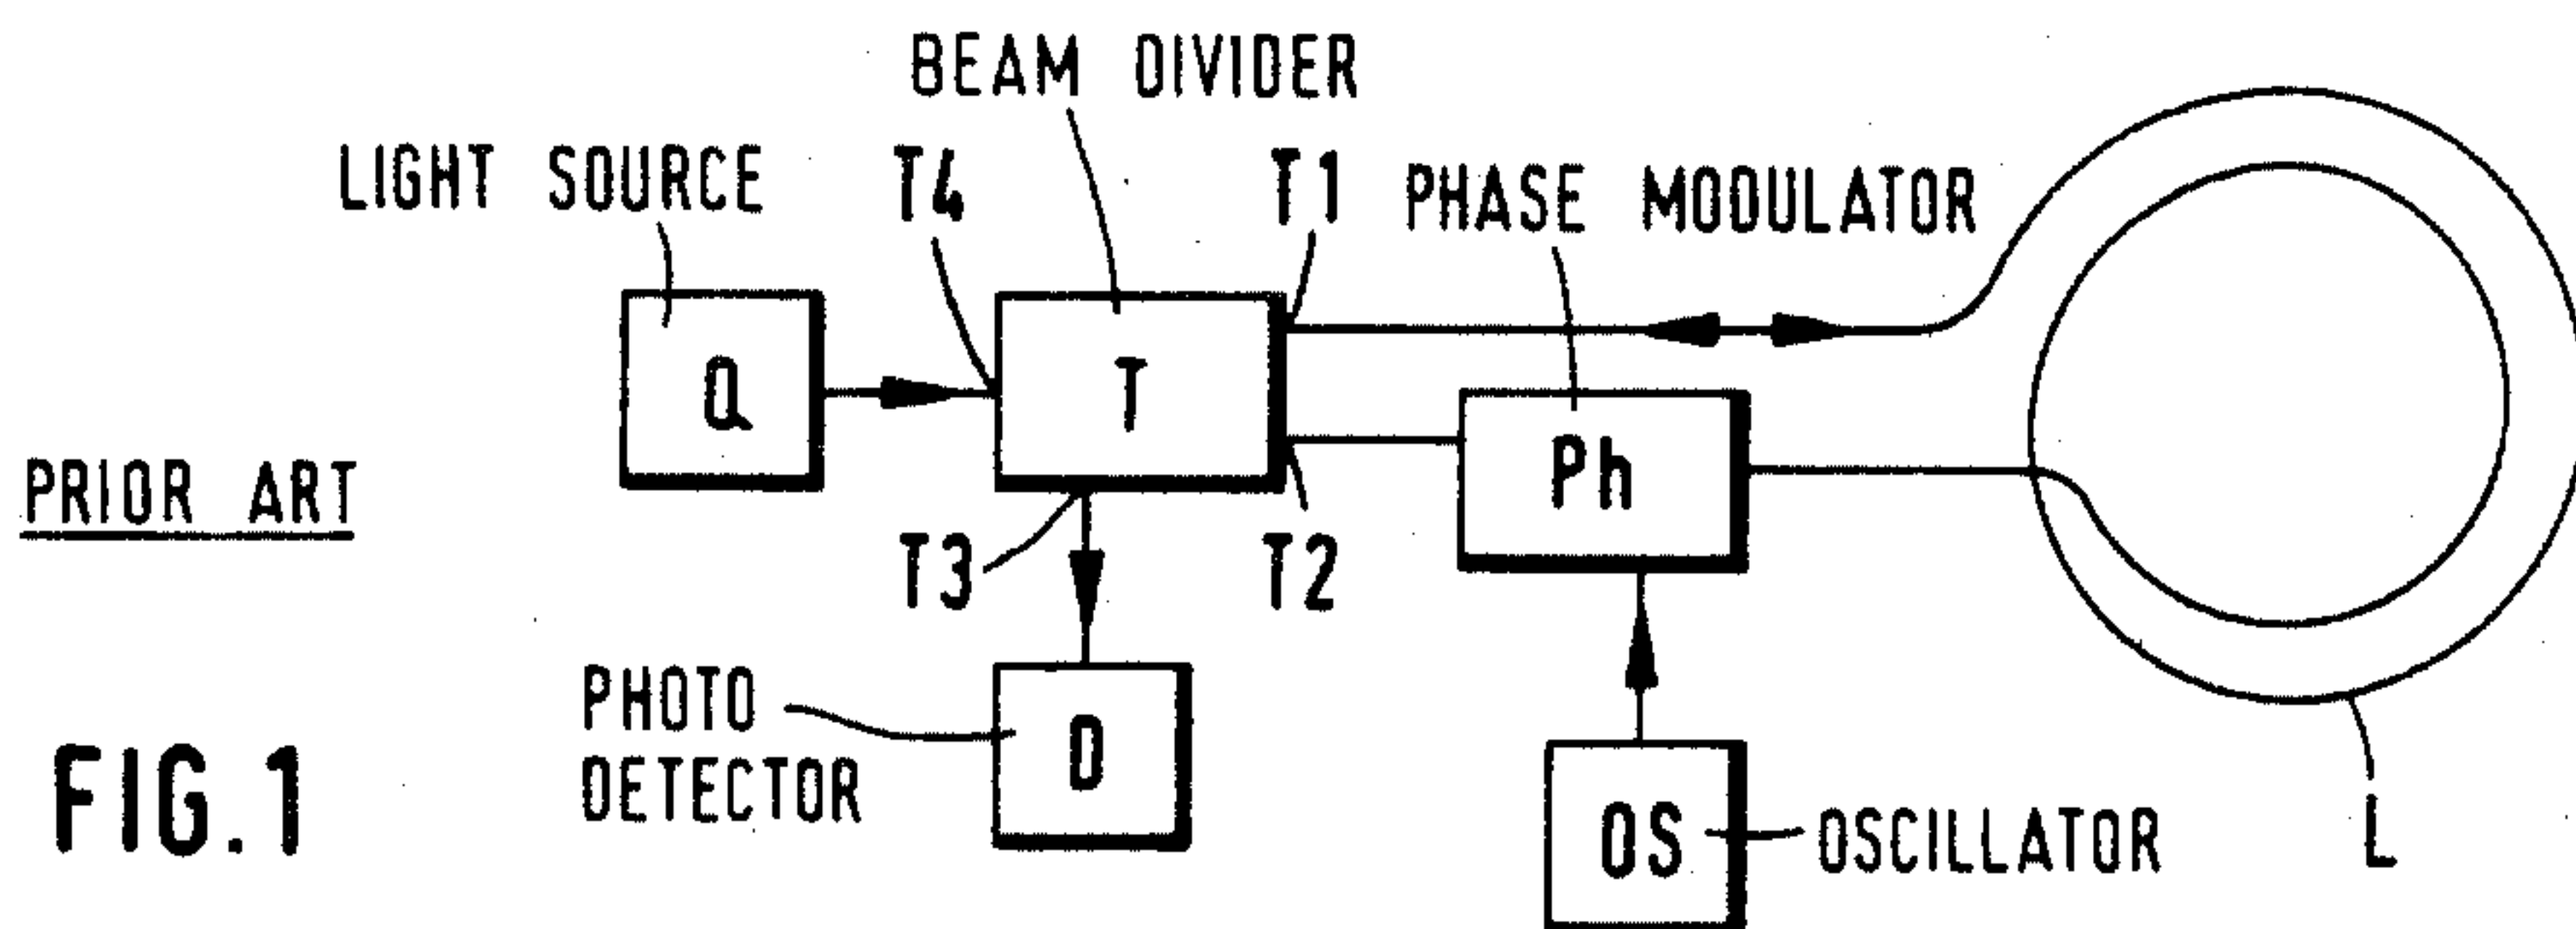 BEAM DIVIDER
LIGHT SOURCE
T4
T1
PHASE MODULATOR
Q
T
Ph
PRIOR ART
T3
T2
PHOTO
DETECTOR
D
OS
OSCILLATOR
L
FIG.1